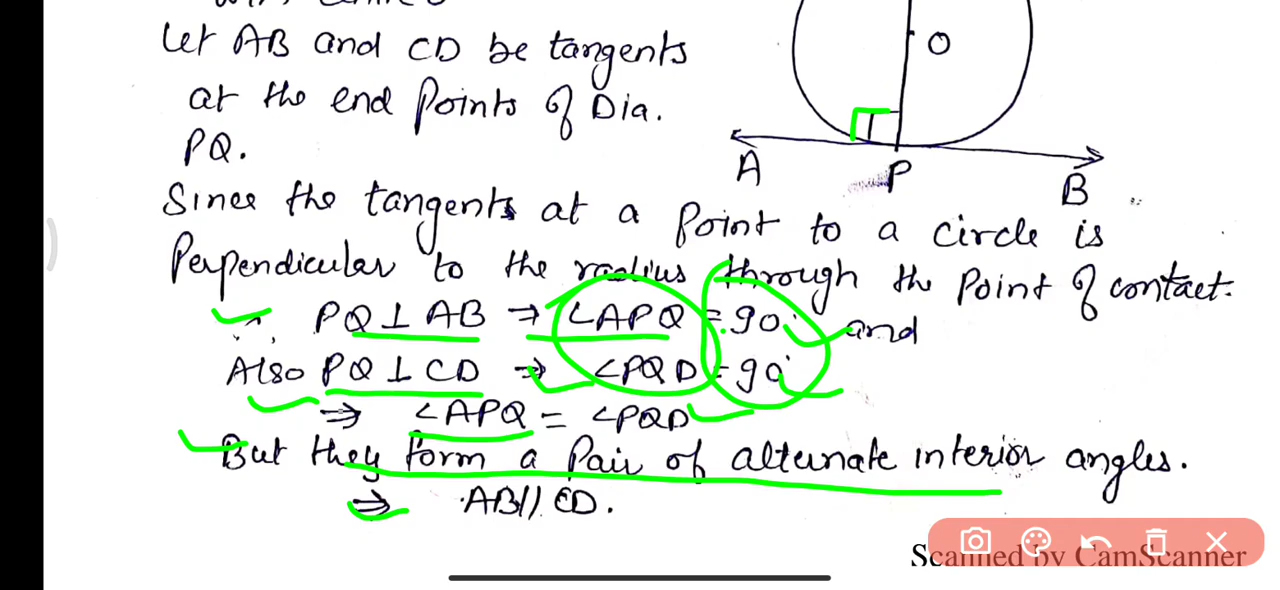 Let AB and CD be tangents
at the end Points of Dia.
PQ.
O
A
P
B
Since the tangents at a Point to a circle is
Perpendicular to the radius through the Point of contact.
PQ ⊥ AB ⇒ ∠APQ = 90° and
Also PQ ⊥ CD ⇒ ∠PQD = 90°
⇒ ∠APQ = ∠PQD
But they form a Pair of alternate interior angles.
⇒ AB // CD.
Scanned by CamScanner